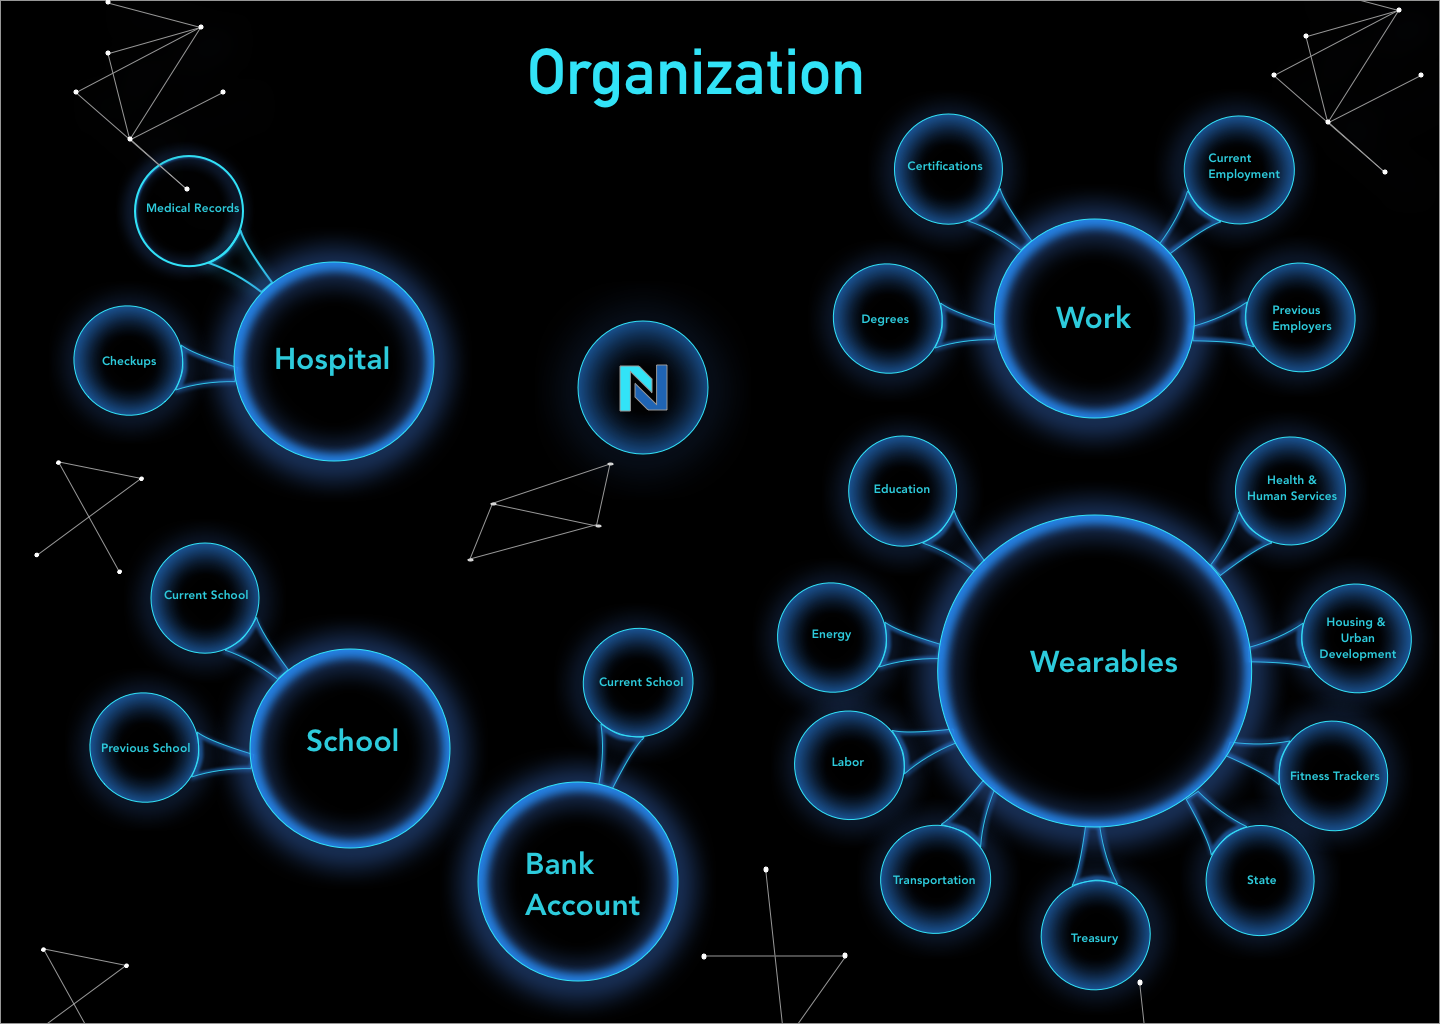 Organization
Medical Records
Checkups
Hospital
N
Certifications
Current
Employment
Degrees
Work
Previous
Employers
Current School
Previous School
School
Current School
Bank
Account
Education
Health &
Human Services
Energy
Housing &
Urban
Development
Wearables
Labor
Fitness Trackers
Transportation
State
Treasury